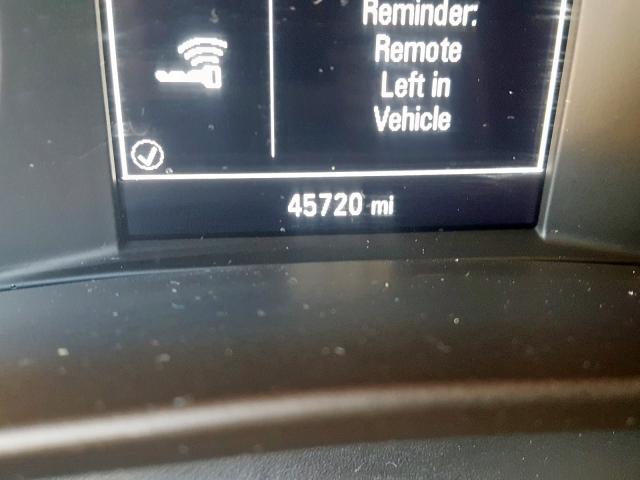 Reminder:
Remote
Left in
Vehicle
45720 mi